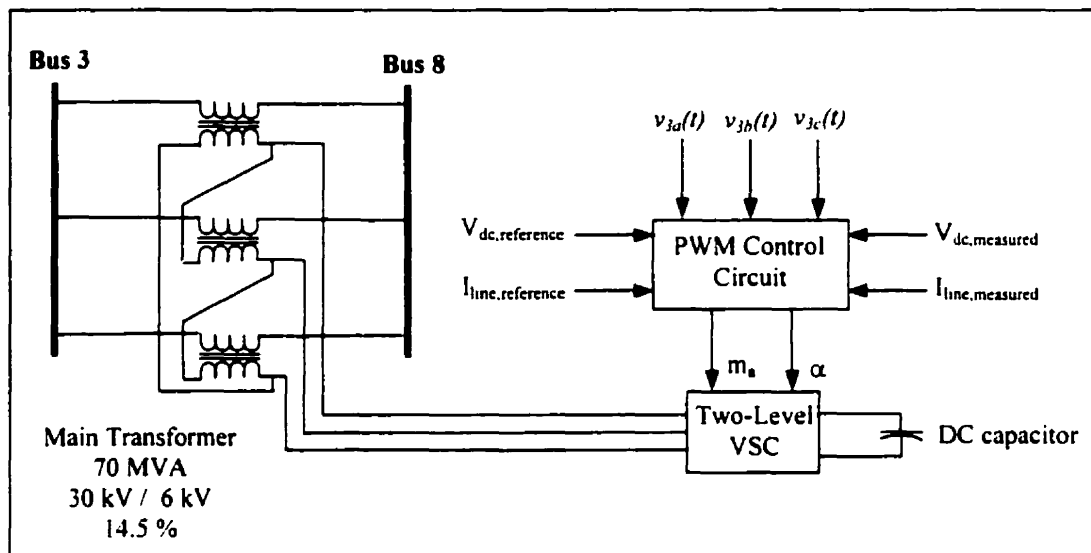 Bus 3
Bus 8
v3a(t) v3b(t) v3c(t)
Vdc,reference
Vdc,measured
PWM Control
Circuit
Iline,reference
Iline,measured
ma
α
Two-Level
VSC
DC capacitor
Main Transformer
70 MVA
30 kV / 6 kV
14.5 %